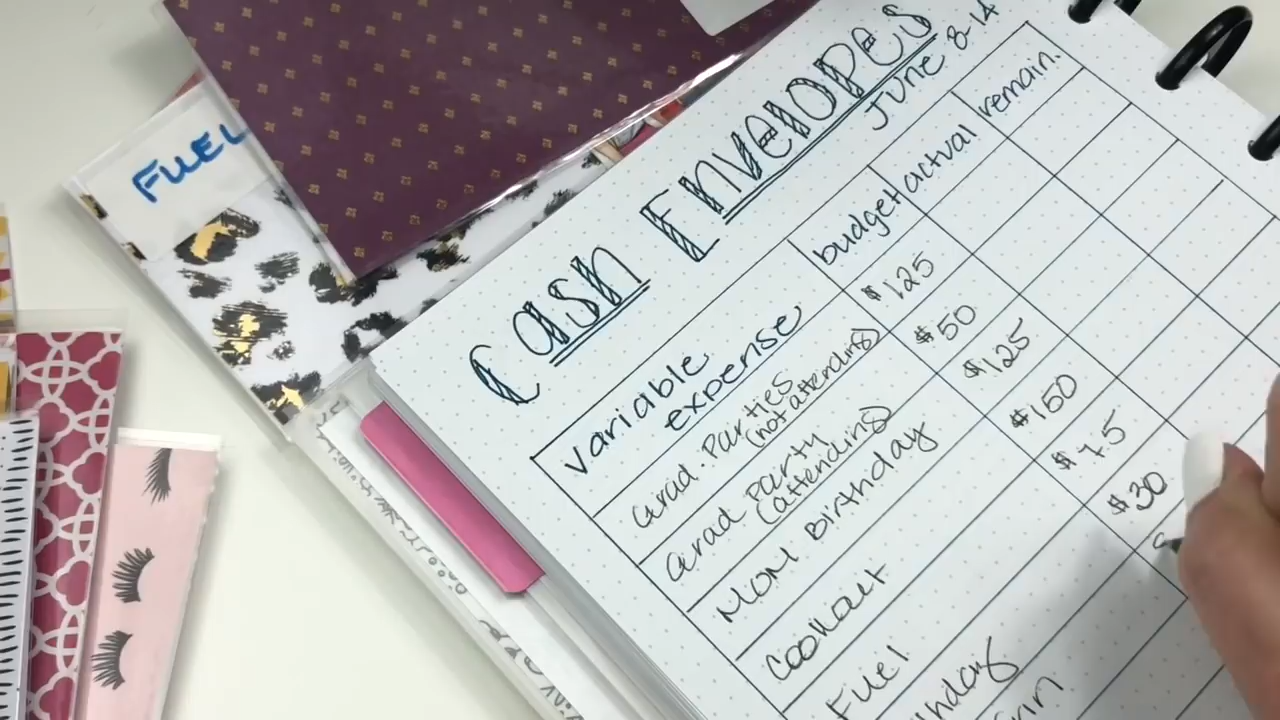 FUEL
Cash Envelopes
June 8-14
variable expense budget actual remain.
Grad. Parties (not attending) $125
Grad Party (attending) $50
Mom Birthday $125
Cookout $150
Fuel $75
$30